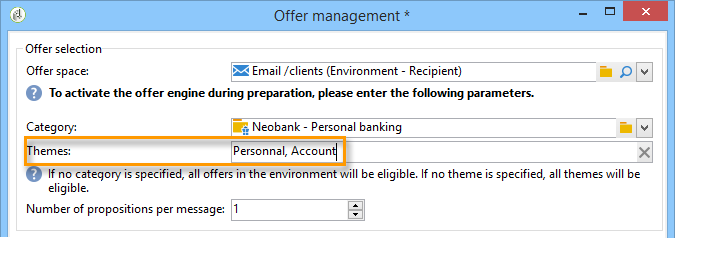 Offer management *
Offer selection
Offer space: Email /clients (Environment - Recipient)
? To activate the offer engine during preparation, please enter the following parameters.
Category: Neobank - Personal banking
Themes: Personnal, Account
? If no category is specified, all offers in the environment will be eligible. If no theme is specified, all themes will be
eligible.
Number of propositions per message: 1